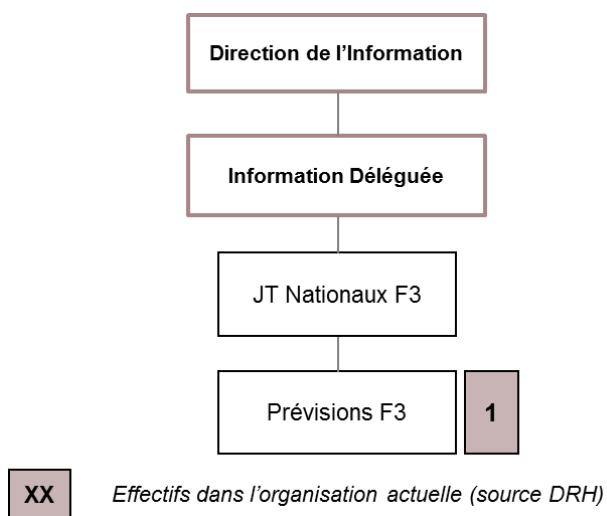 Direction de l’Information
Information Déléguée
JT Nationaux F3
Prévisions F3
1
XX
Effectifs dans l’organisation actuelle (source DRH)